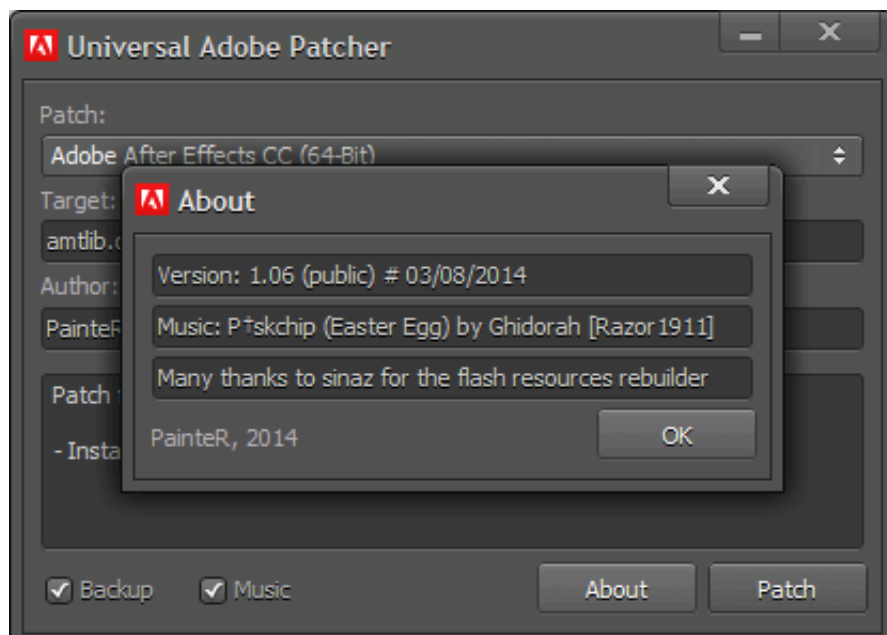 Universal Adobe Patcher
Patch:
Adobe After Effects CC (64-Bit)
Target:
amtlib.
About
Author:
Version: 1.06 (public) # 03/08/2014
PainteR
Music: P†skchip (Easter Egg) by Ghidorah [Razor1911]
Many thanks to sinaz for the flash resources rebuilder
Patch
- Insta
PainteR, 2014
OK
Backup
Music
About
Patch